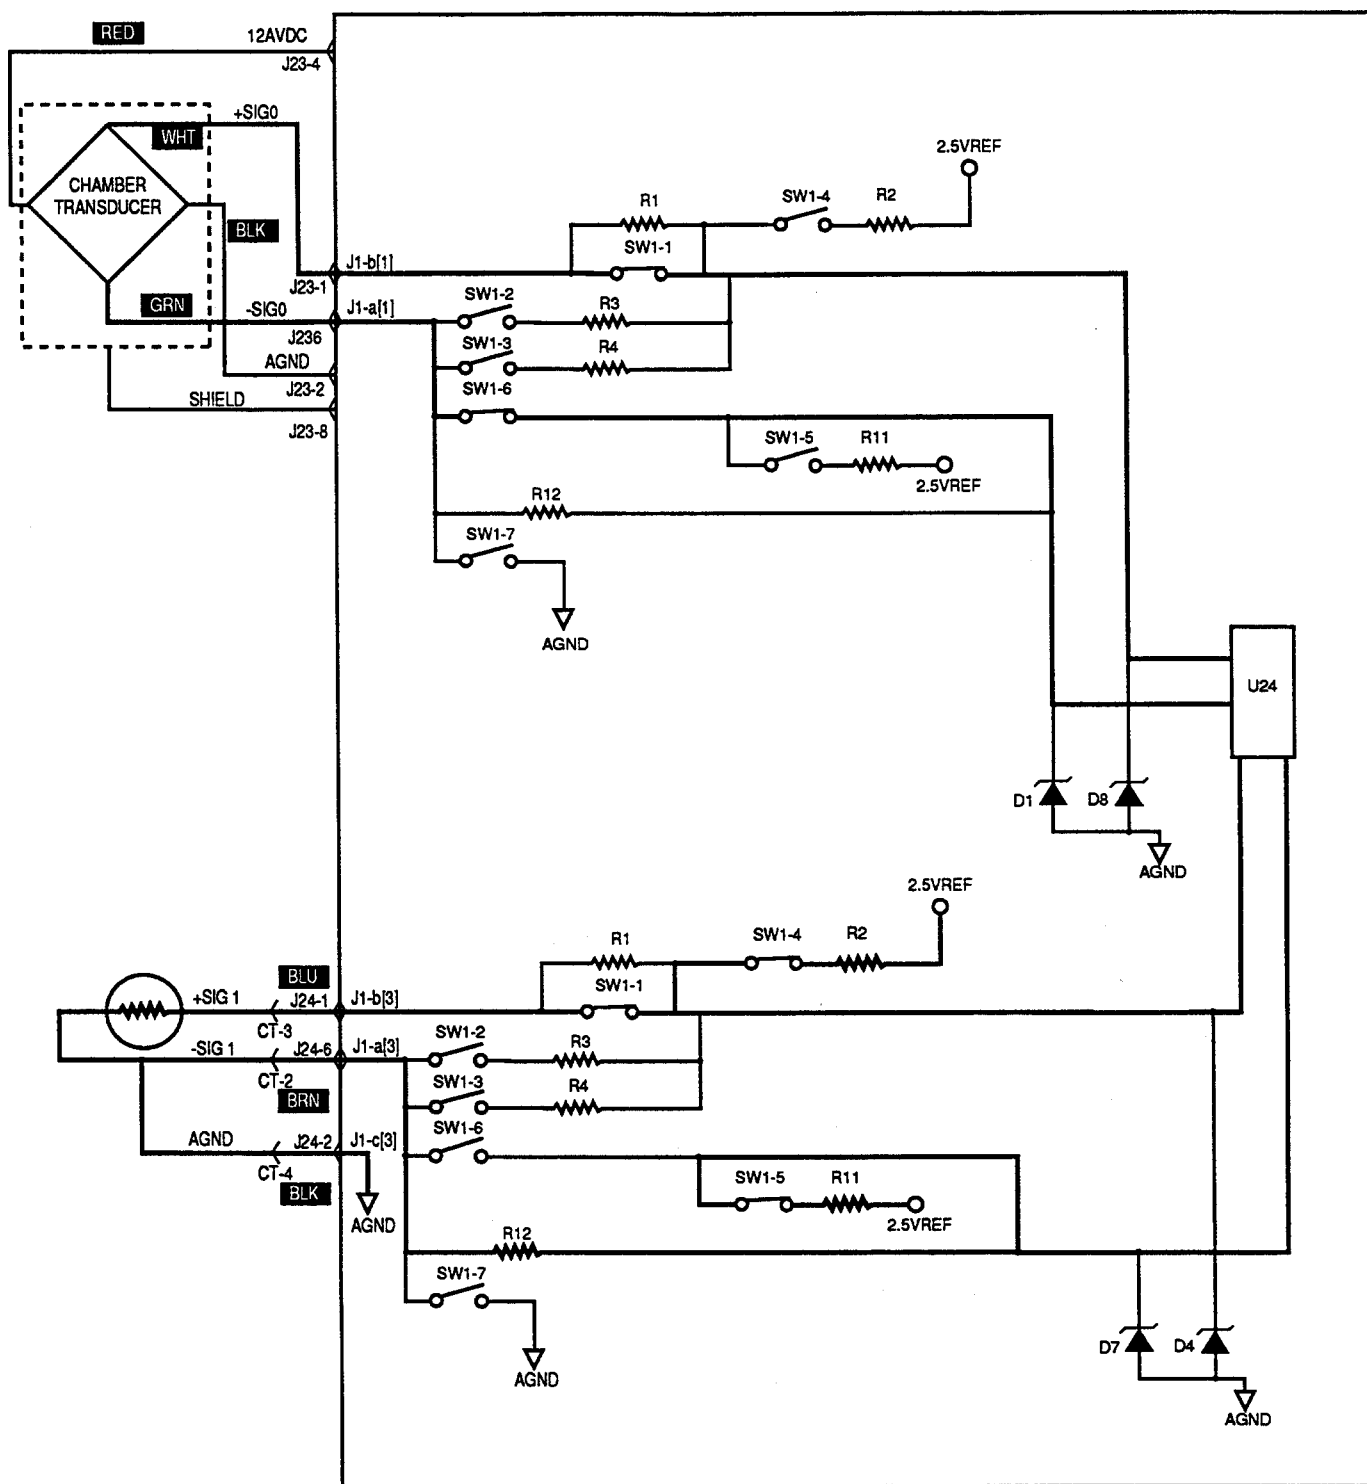 RED
12AVDC
J23-4
+SIG0
WHT
CHAMBER
TRANSDUCER
BLK
2.5VREF
R1
SW1-4
R2
SW1-1
J1-b[1]
J23-1
GRN
-SIG0
J1-a[1]
SW1-2
R3
J236
SW1-3
R4
AGND
J23-2
SW1-6
SHIELD
J23-8
SW1-5
R11
2.5VREF
R12
SW1-7
AGND
U24
D1
D8
AGND
2.5VREF
R1
SW1-4
R2
BLU
SW1-1
+SIG 1
J24-1
J1-b[3]
CT-3
SW1-2
R3
-SIG 1
J24-6
J1-a[3]
CT-2
SW1-3
R4
BRN
SW1-6
AGND
J24-2
J1-c[3]
CT-4
BLK
AGND
SW1-5
R11
2.5VREF
R12
SW1-7
AGND
D7
D4
AGND